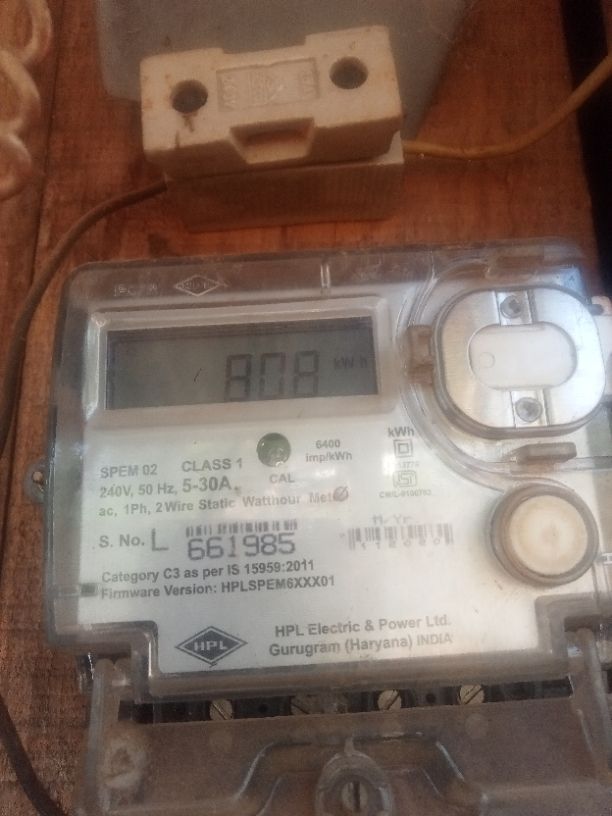 808 kWh
SPEM 02 CLASS 1
CAL
6400
imp/kWh
kWh
240V, 50 Hz, 5-30A,
ac, 1Ph, 2 Wire Static Watthour Meter
S. No. L 661985
M/Yr
Category C3 as per IS 15959:2011
Firmware Version: HPLSPEM6XXX01
HPL
HPL Electric & Power Ltd.
Gurugram (Haryana) INDIA